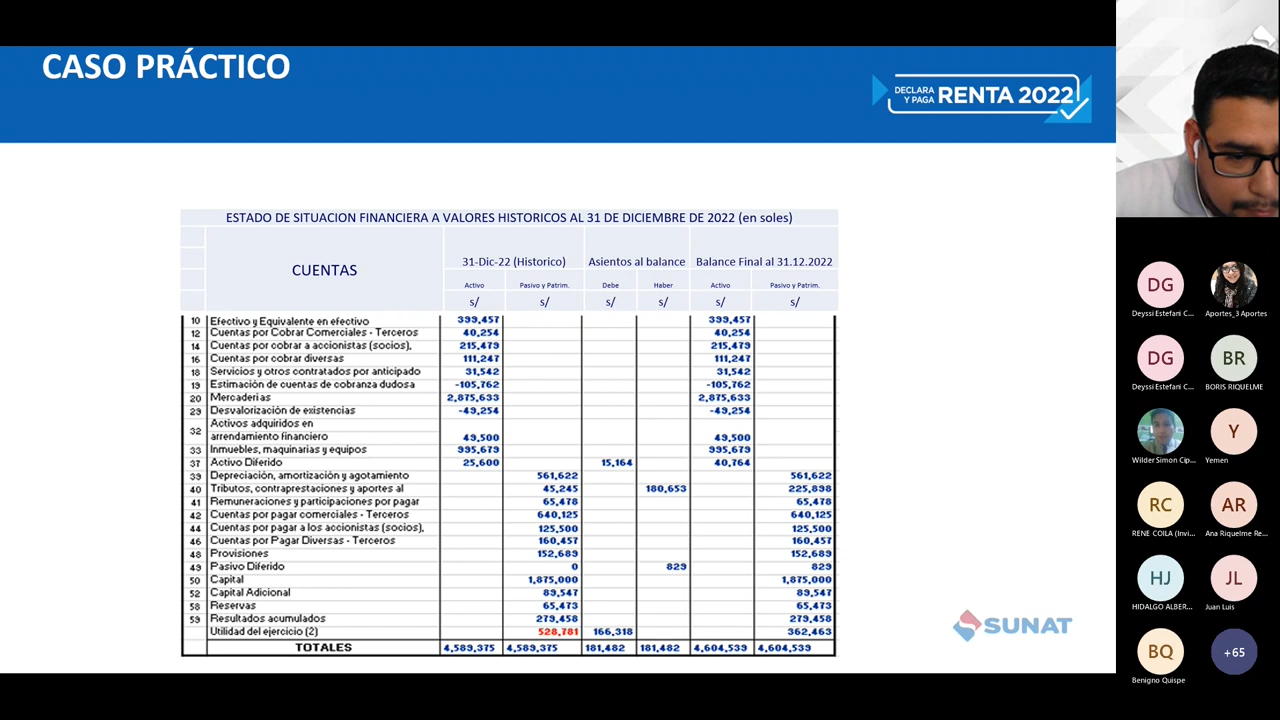 CASO PRÁCTICO
DECLARA
Y PAGA RENTA 2022
ESTADO DE SITUACION FINANCIERA A VALORES HISTORICOS AL 31 DE DICIEMBRE DE 2022 (en soles)
CUENTAS 31-Dic-22 (Historico) Asientos al balance Balance Final al 31.12.2022
Activo Pasivo y Patrim. Debe Haber Activo Pasivo y Patrim.
s/ s/ s/ s/ s/ s/
10 Efectivo y Equivalente en efectivo 399,457 399,457
12 Cuentas por Cobrar Comerciales - Terceros 40,254 40,254
14 Cuentas por cobrar a accionistas (socios), 215,479 215,479
16 Cuentas por cobrar diversas 111,247 111,247
18 Servicios y otros contratados por anticipado 31,542 31,542
19 Estimación de cuentas de cobranza dudosa -105,762 -105,762
20 Mercaderias 2,875,633 2,875,633
29 Desvalorización de existencias -49,254 -49,254
32 Activos adquiridos en
arrendamiento financiero 49,500 49,500
33 Inmuebles, maquinarias y equipos 995,679 995,679
37 Activo Diferido 25,600 15,164 40,764
39 Depreciación, amortización y agotamiento 561,622 561,622
40 Tributos, contraprestaciones y aportes al 45,245 180,653 225,898
41 Remuneraciones y participaciones por pagar 65,478 65,478
42 Cuentas por pagar comerciales - Terceros 640,125 640,125
44 Cuentas por pagar a los accionistas (socios), 125,500 125,500
46 Cuentas por Pagar Diversas - Terceros 160,457 160,457
48 Provisiones 152,689 152,689
49 Pasivo Diferido 0 829 829
50 Capital 1,875,000 1,875,000
52 Capital Adicional 89,547 89,547
58 Reservas 65,473 65,473
59 Resultados acumulados 279,458 279,458
Utilidad del ejercicio (2) 528,781 166,318 362,463
TOTALES 4,589,375 4,589,375 181,482 181,482 4,604,539 4,604,539
SUNAT
DG
Deyssi Estefari C... Aportes_3 Aportes
DG BR
Deyssi Estefari C... BORIS RIQUELME
Y
Wilder Simon Cip... Yemen
RC AR
RENE COILA (Invi... Ana Riquelme Re...
HJ JL
HIDALGO ALBER... Juan Luis
BQ +65
Benigno Quispe